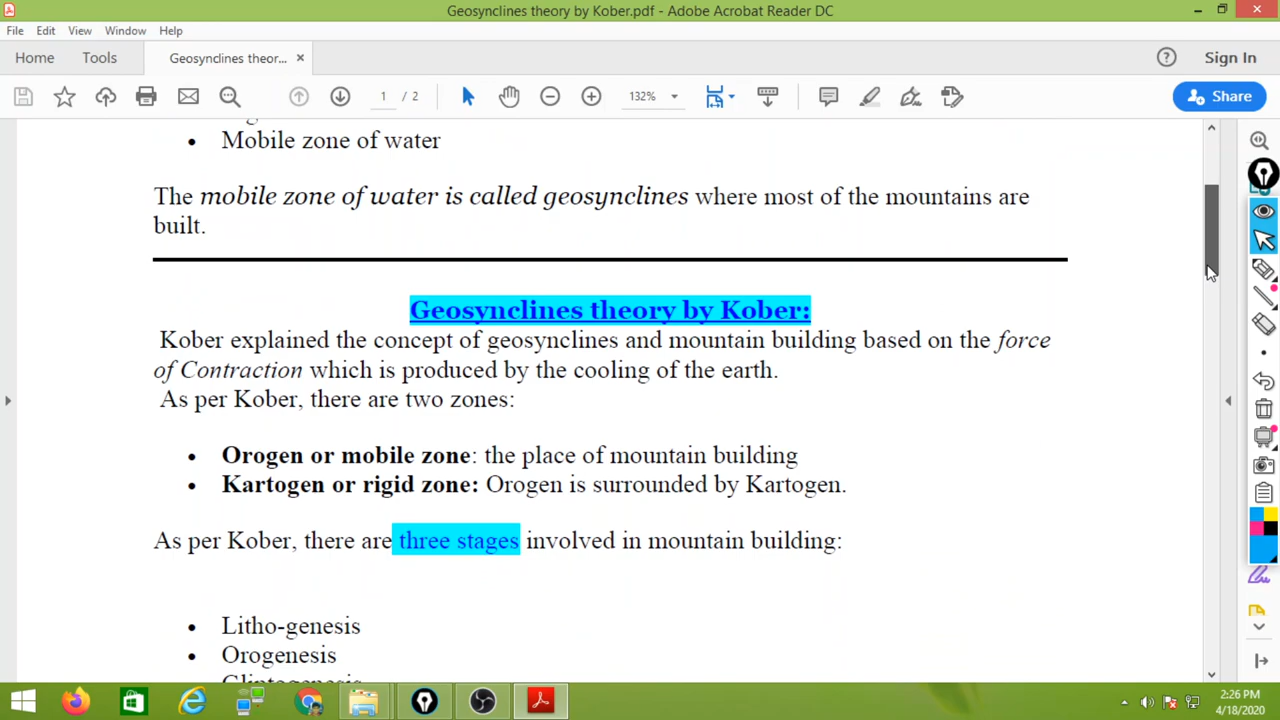 Geosynclines theory by Kober.pdf - Adobe Acrobat Reader DC
File Edit View Window Help
Home Tools Geosynclines theor... × Sign In
1 / 2 132% Share
• Mobile zone of water
The mobile zone of water is called geosynclines where most of the mountains are
built.
Geosynclines theory by Kober:
Kober explained the concept of geosynclines and mountain building based on the force
of Contraction which is produced by the cooling of the earth.
As per Kober, there are two zones:
• Orogen or mobile zone: the place of mountain building
• Kartogen or rigid zone: Orogen is surrounded by Kartogen.
As per Kober, there are three stages involved in mountain building:
• Litho-genesis
• Orogenesis
2:26 PM
4/18/2020